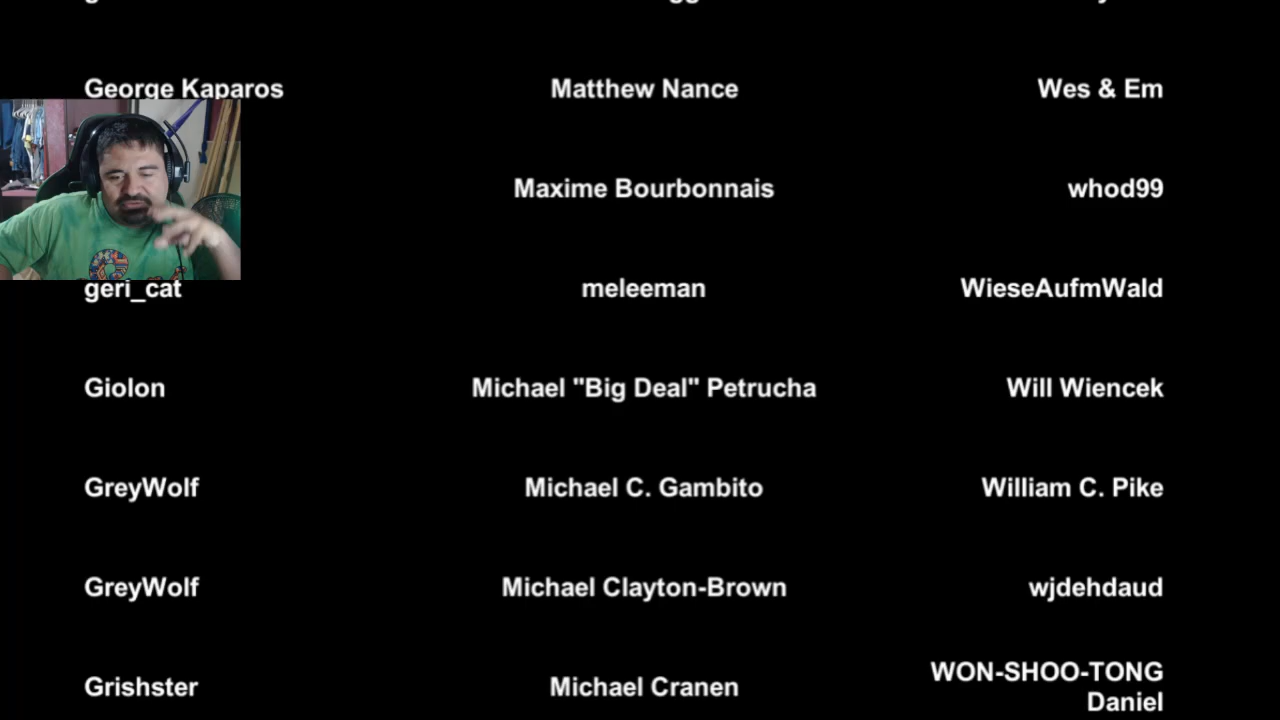 George Kaparos
Matthew Nance
Wes & Em
Maxime Bourbonnais
whod99
geri_cat
meleeman
WieseAufmWald
Giolon
Michael "Big Deal" Petrucha
Will Wiencek
GreyWolf
Michael C. Gambito
William C. Pike
GreyWolf
Michael Clayton-Brown
wjdehdaud
Grishster
Michael Cranen
WON-SHOO-TONG
Daniel